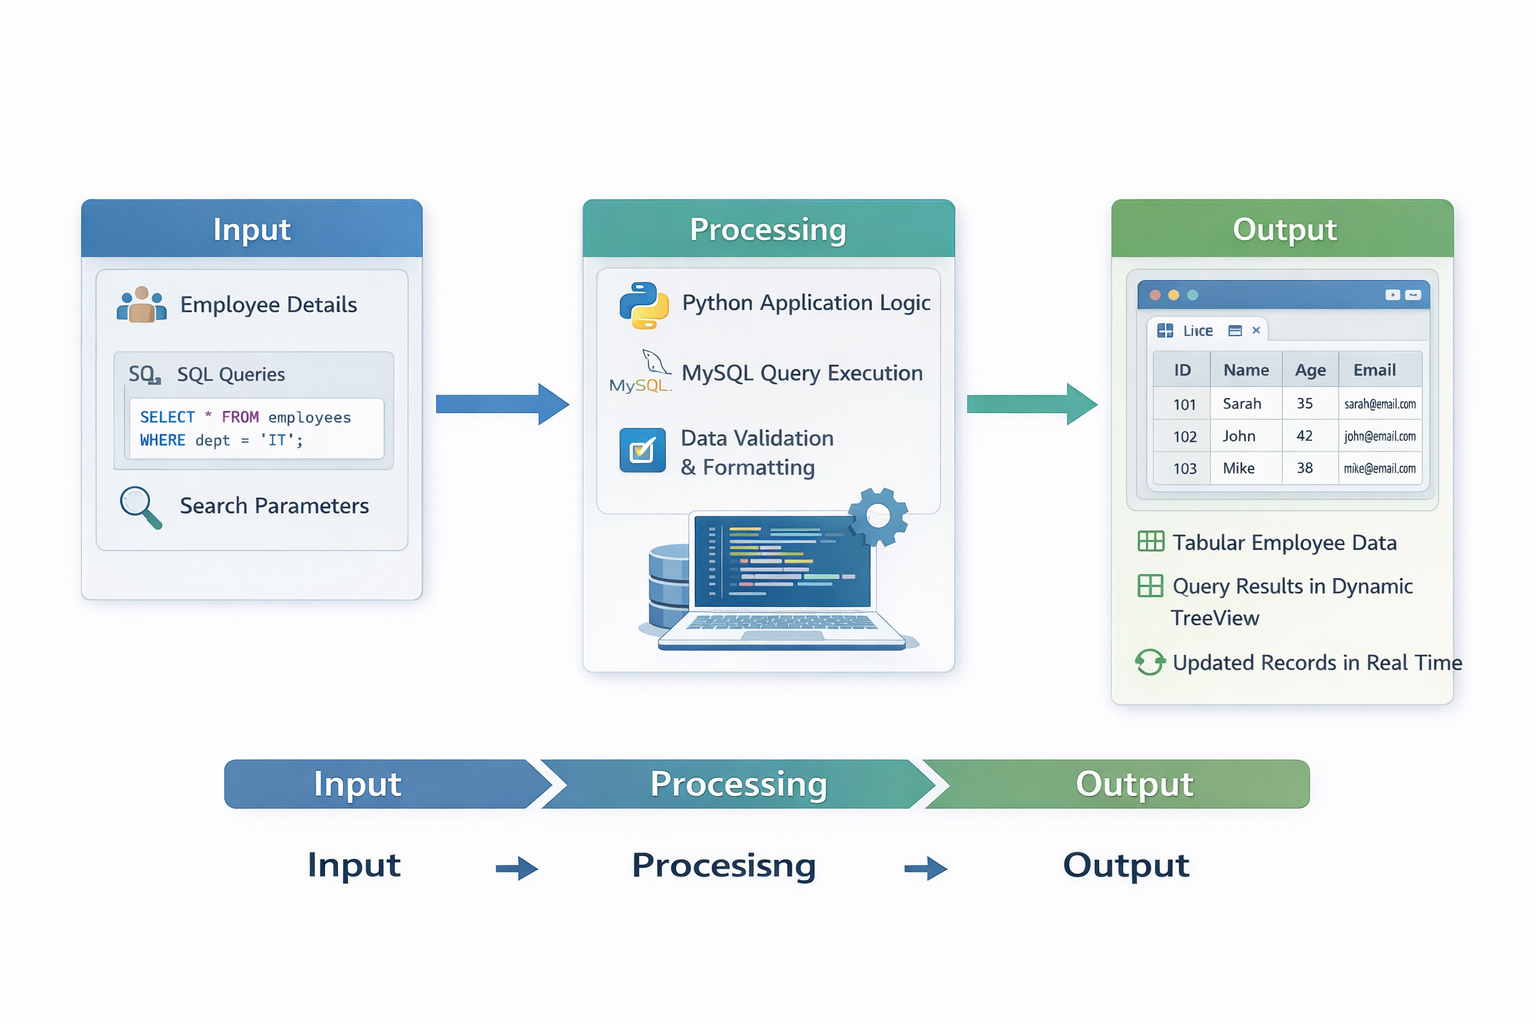 Input
Employee Details
SQL SQL Queries
SELECT * FROM employees
WHERE dept = 'IT';
Search Parameters
Processing
Python Application Logic
MySQL. MySQL Query Execution
Data Validation
& Formatting
Output
Liıce
ID Name Age Email
101 Sarah 35 sarah@email.com
102 John 42 john@email.com
103 Mike 38 mike@email.com
Tabular Employee Data
Query Results in Dynamic
TreeView
Updated Records in Real Time
Input Processing Output
Input Procesisng Output